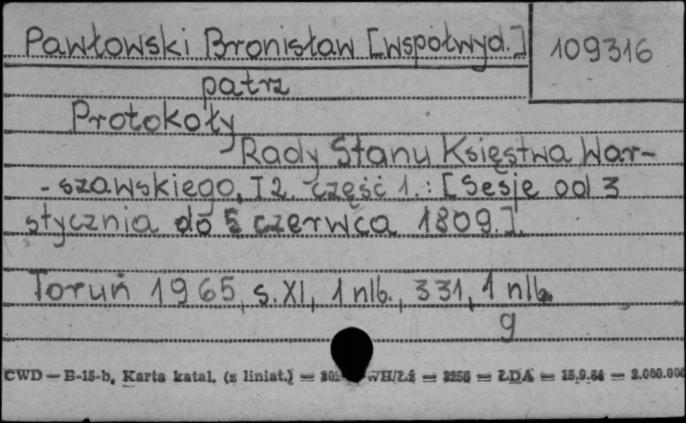 Pawłowski Bronisław [współwyd.] 109316
patrz
Protokoły
Rady Stanu Księstwa War-
- szawskiego, T 2. część 1. : [Sesje od 3
stycznia do 5 czerwca 1809.].
Toruń 1965, s. XI, 1 nlb., 331, 1 nlb.
g
CWD — B-15-b, Karta katal. (z liniat.) — WH/Łż — 3256 — ŁDA — 15.9.64 — 2.000.000